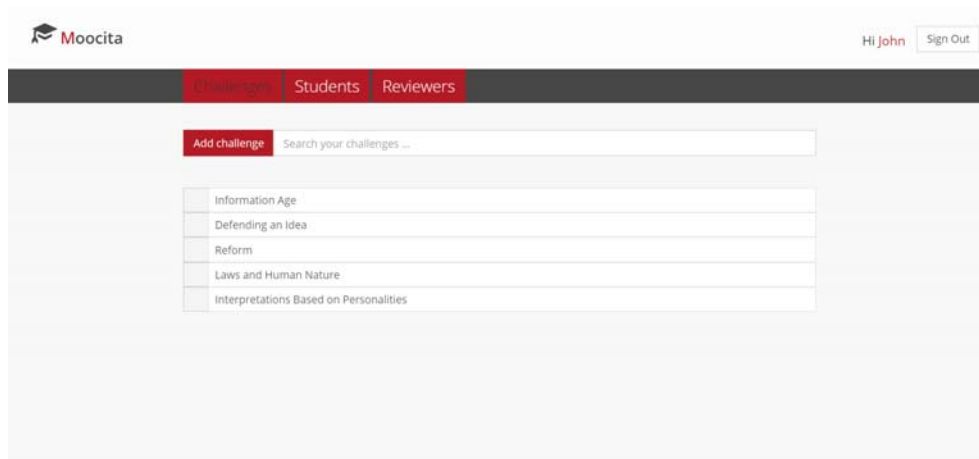 Moocita
Hi John Sign Out
Challenges Students Reviewers
Add challenge Search your challenges ...
Information Age
Defending an Idea
Reform
Laws and Human Nature
Interpretations Based on Personalities